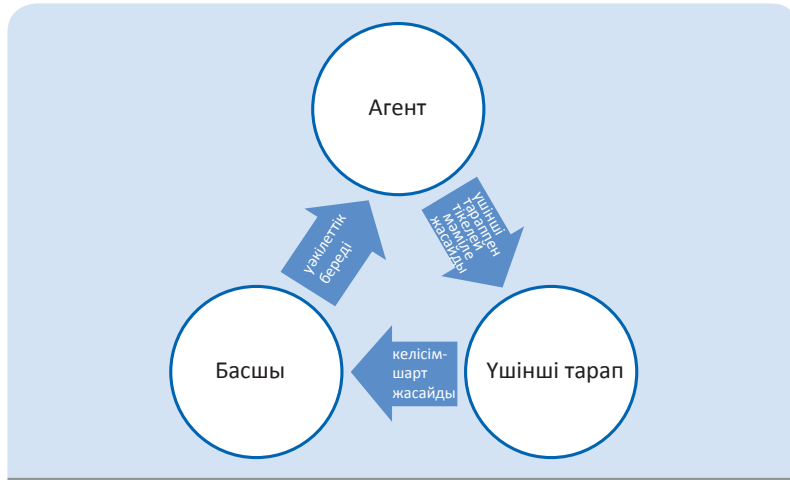 Агент
үшінші
тараппен
тікелей
мәміле
жасайды
уәкілеттік
береді
Басшы
келісім-
шарт
жасайды
Үшінші тарап